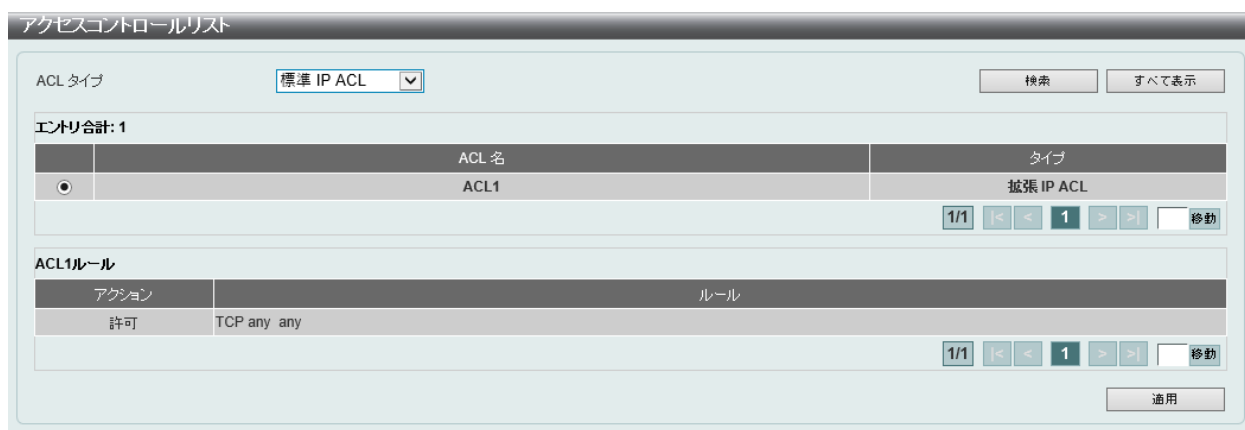 アクセスコントロールリスト
ACL タイプ 標準 IP ACL 検索 すべて表示
エントリ合計: 1
ACL 名 タイプ
ACL1 拡張 IP ACL
1/1 |< < 1 > >| 移動
ACL1ルール
アクション ルール
許可 TCP any any
1/1 |< < 1 > >| 移動
適用